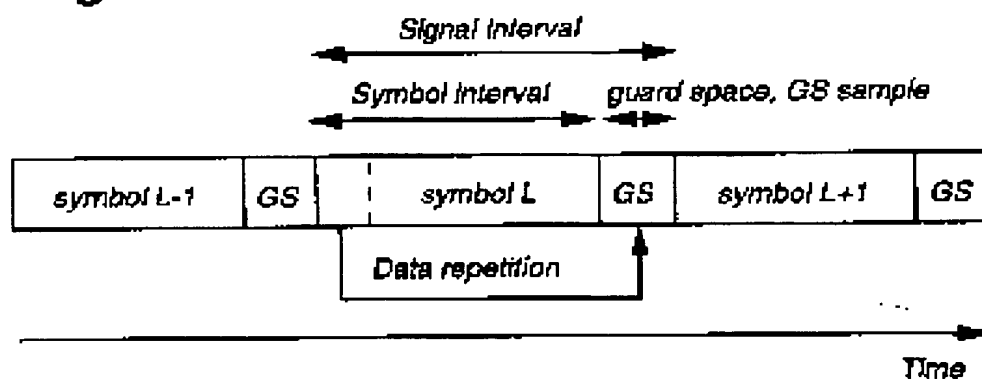 Signal interval
Symbol interval guard space, GS sample
symbol L-1 GS symbol L GS symbol L+1 GS
Data repetition
Time